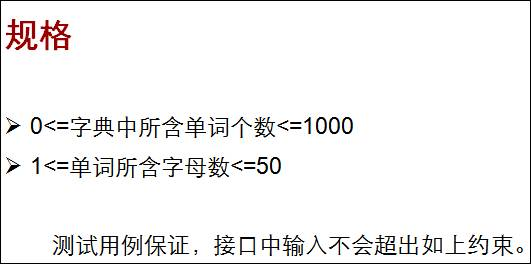 规格
➢ 0<=字典中所含单词个数<=1000
➢ 1<=单词所含字母数<=50
测试用例保证，接口中输入不会超出如上约束。